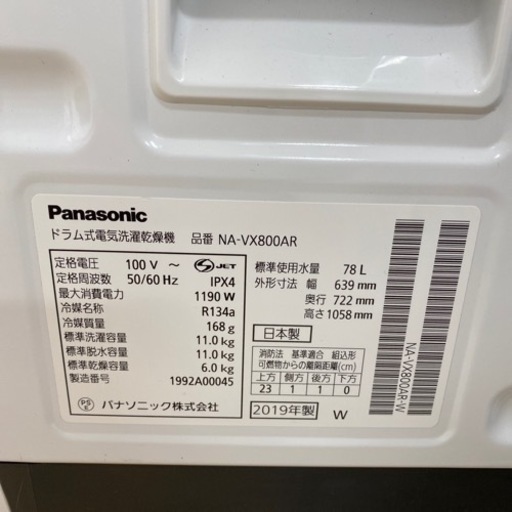 Panasonic
ドラム式電気洗濯乾燥機 品番 NA-VX800AR
定格電圧 100 V ～
定格周波数 50/60 Hz
S JET
IPX4
最大消費電力 1190 W
冷媒名称 R134a
冷媒質量 168 g
標準洗濯容量 11.0 kg
標準脱水容量 11.0 kg
標準乾燥容量 6.0 kg
製造番号 1992A00045
PS E
パナソニック株式会社
標準使用水量 78 L
外形寸法 幅 639 mm
奥行 722 mm
高さ 1058 mm
日本製
消防法 基準適合 組込形
可燃物からの離隔距離(cm)
上方 側方 後方 下方
23 1 1 0
2019年製 W
NA-VX800AR-W